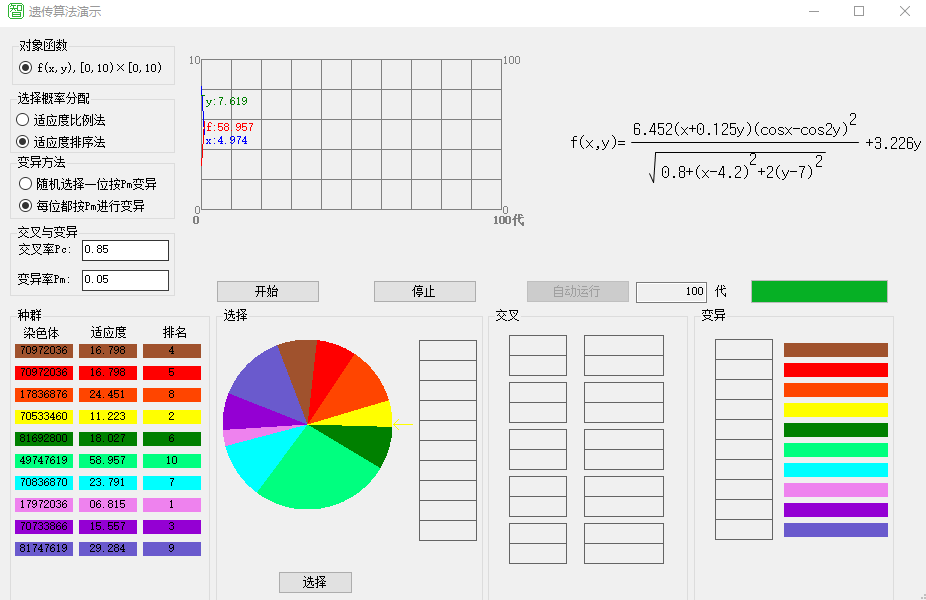 智 遗传算法演示
对象函数
f(x,y),[0,10)×[0,10)
选择概率分配
适应度比例法
适应度排序法
变异方法
随机选择一位按Pm变异
每位都按Pm进行变异
交叉与变异
交叉率Pc: 0.85
变异率Pm: 0.05
10
100
y:7.619
f:58.957
x:4.974
0
0
0
100代
f(x,y)= 6.452(x+0.125y)(cosx-cos2y)^2 / √0.8+(x-4.2)^2+2(y-7)^2 +3.226y
开始
停止
自动运行
100 代
种群
染色体 适应度 排名
70972036 16.798 4
70972036 16.798 5
17836876 24.451 8
70533460 11.223 2
81692800 18.027 6
49747619 58.957 10
70836870 23.791 7
17972036 06.815 1
70733866 15.557 3
81747619 29.284 9
选择
选择
交叉
变异